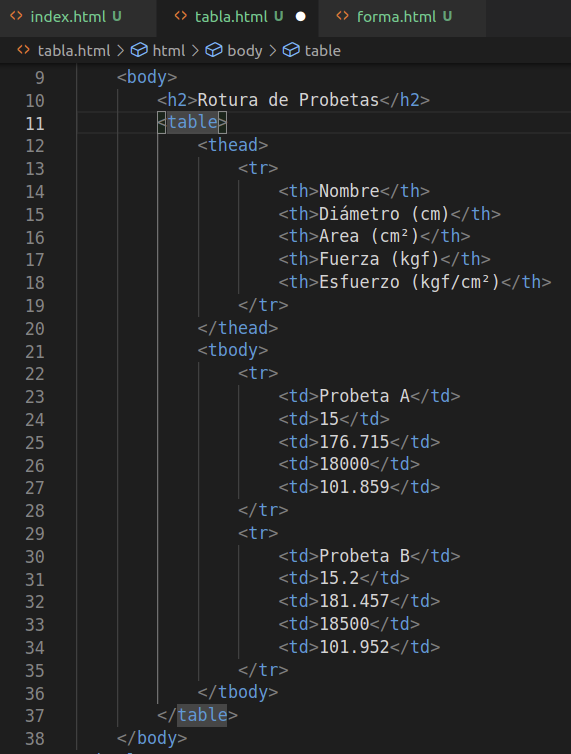 index.html U tabla.html U forma.html U
tabla.html > html > body > table
9 <body>
10 <h2>Rotura de Probetas</h2>
11 <table>
12 <thead>
13 <tr>
14 <th>Nombre</th>
15 <th>Diámetro (cm)</th>
16 <th>Area (cm²)</th>
17 <th>Fuerza (kgf)</th>
18 <th>Esfuerzo (kgf/cm²)</th>
19 </tr>
20 </thead>
21 <tbody>
22 <tr>
23 <td>Probeta A</td>
24 <td>15</td>
25 <td>176.715</td>
26 <td>18000</td>
27 <td>101.859</td>
28 </tr>
29 <tr>
30 <td>Probeta B</td>
31 <td>15.2</td>
32 <td>181.457</td>
33 <td>18500</td>
34 <td>101.952</td>
35 </tr>
36 </tbody>
37 </table>
38 </body>